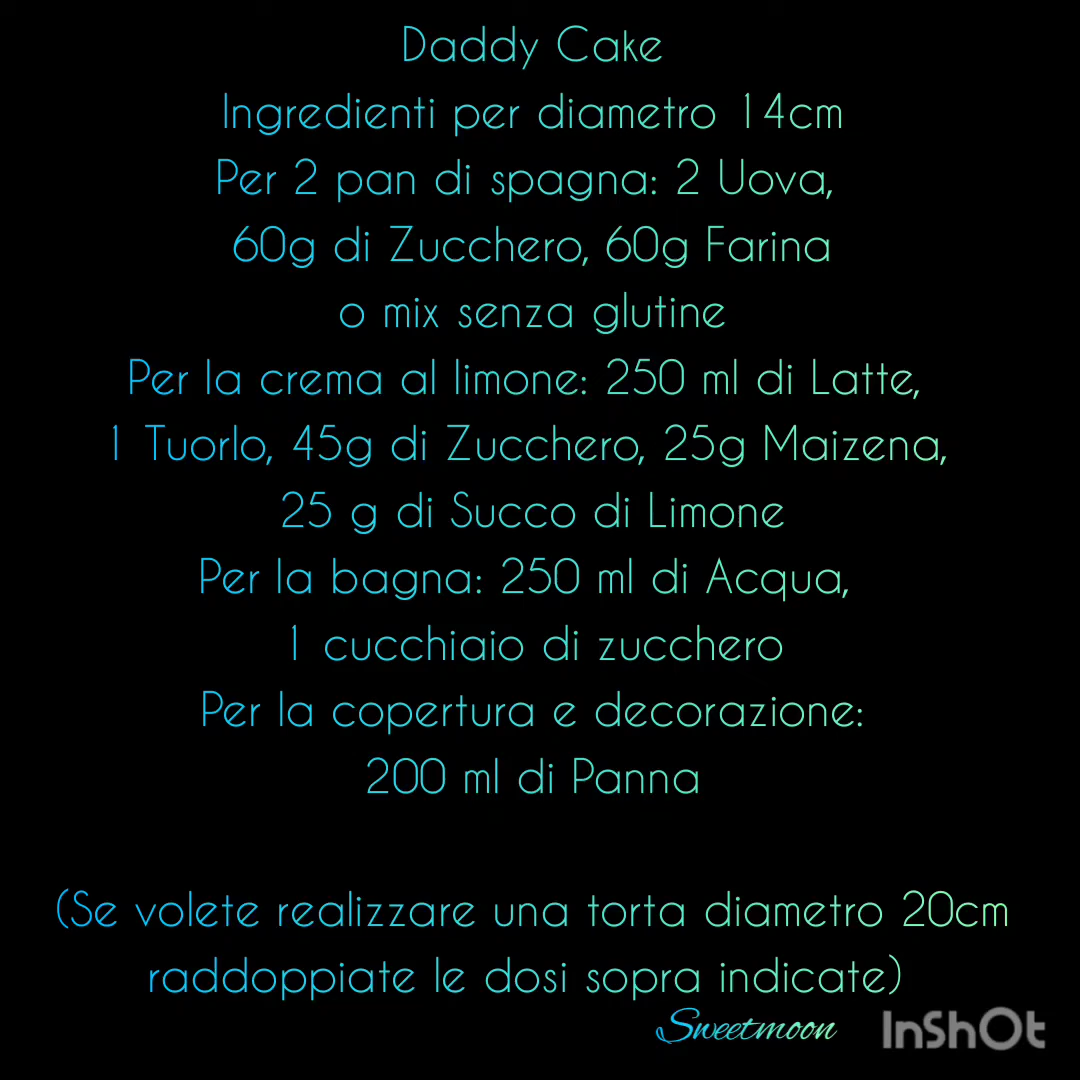 Daddy Cake
Ingredienti per diametro 14cm
Per 2 pan di spagna: 2 Uova,
60g di Zucchero, 60g Farina
o mix senza glutine
Per la crema al limone: 250 ml di Latte,
1 Tuorlo, 45g di Zucchero, 25g Maizena,
25 g di Succo di Limone
Per la bagna: 250 ml di Acqua,
1 cucchiaio di zucchero
Per la copertura e decorazione:
200 ml di Panna
(Se volete realizzare una torta diametro 20cm
raddoppiate le dosi sopra indicate)
Sweetmoon
InShOt